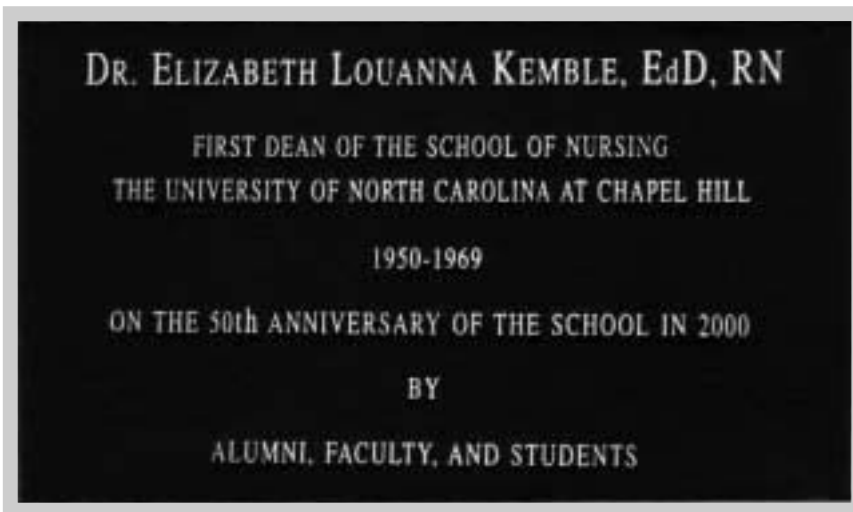 DR. ELIZABETH LOUANNA KEMBLE, EdD, RN
FIRST DEAN OF THE SCHOOL OF NURSING
THE UNIVERSITY OF NORTH CAROLINA AT CHAPEL HILL
1950-1969
ON THE 50th ANNIVERSARY OF THE SCHOOL IN 2000
BY
ALUMNI, FACULTY, AND STUDENTS